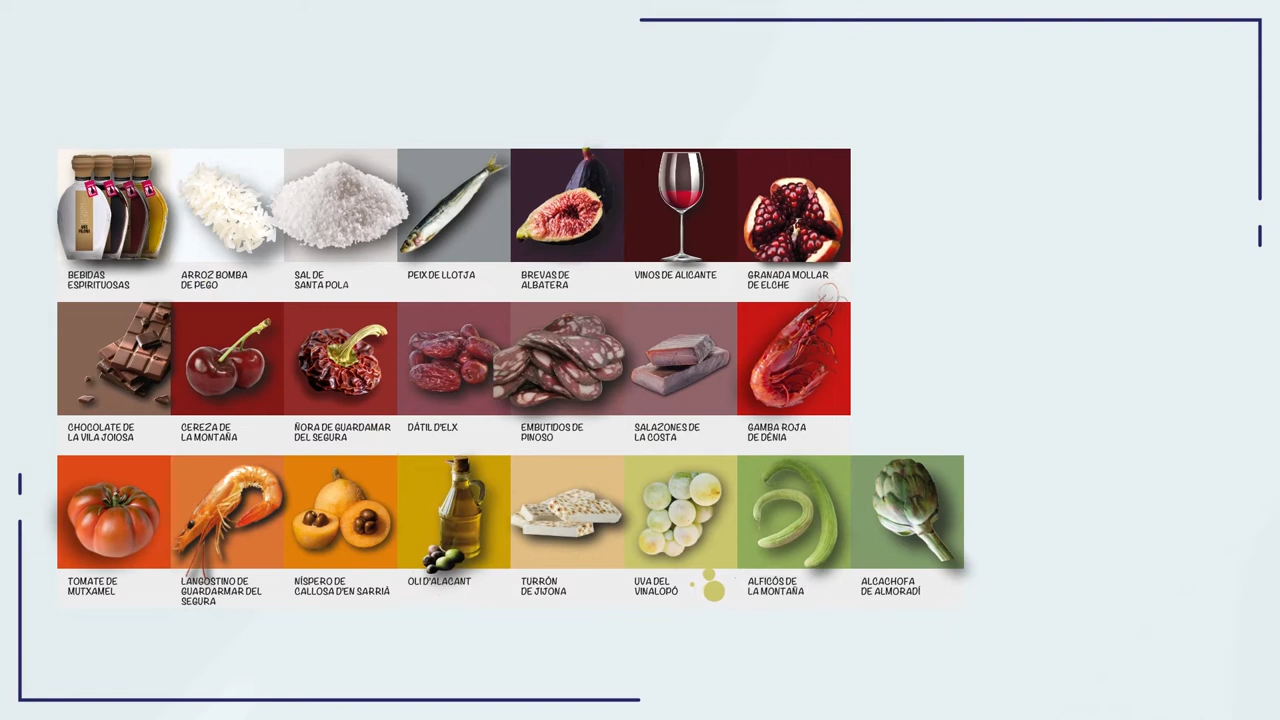 BEBIDAS
ESPIRITUOSAS
ARROZ BOMBA
DE PEGO
SAL DE
SANTA POLA
PEIX DE LLOTJA
BREVAS DE
ALBATERA
VINOS DE ALICANTE
GRANADA MOLLAR
DE ELCHE
CHOCOLATE DE
LA VILA JOIOSA
CEREZA DE
LA MONTAÑA
ÑORA DE GUARDAMAR
DEL SEGURA
DÁTIL D'ELX
EMBUTIDOS DE
PINOSO
SALAZONES DE
LA COSTA
GAMBA ROJA
DE DÉNIA
TOMATE DE
MUTXAMEL
LANGOSTINO DE
GUARDARMAR DEL
SEGURA
NÍSPERO DE
CALLOSA D'EN SARRIÀ
OLI D'ALACANT
TURRÓN
DE JIJONA
UVA DEL
VINALOPÓ
ALFICÓS DE
LA MONTAÑA
ALCACHOFA
DE ALMORADÍ